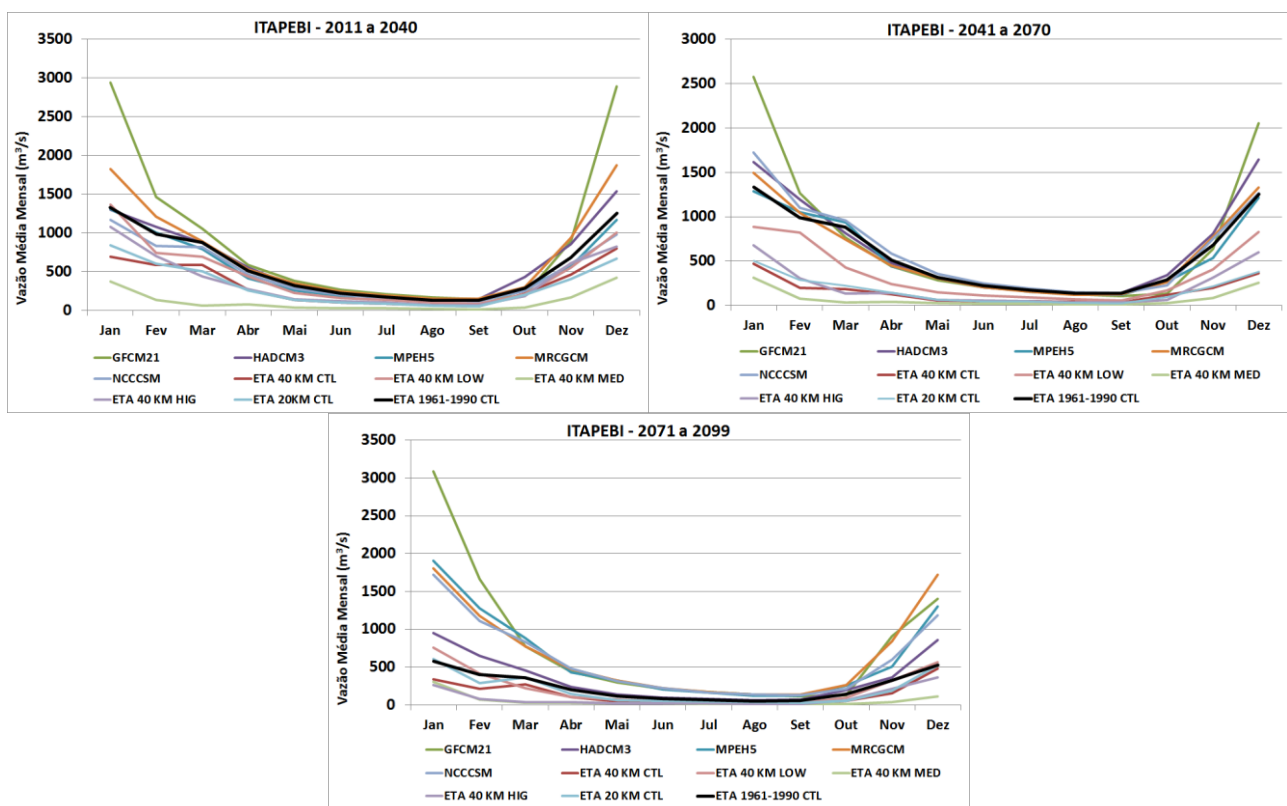 ITAPEBI - 2011 a 2040
Vazão Média Mensal (m³/s)
3500
3000
2500
2000
1500
1000
500
0
Jan Fev Mar Abr Mai Jun Jul Ago Set Out Nov Dez
GFCM21 HADCM3 MPEH5 MRCGCM
NCCCSM ETA 40 KM CTL ETA 40 KM LOW ETA 40 KM MED
ETA 40 KM HIG ETA 20KM CTL ETA 1961-1990 CTL
ITAPEBI - 2041 a 2070
Vazão Média Mensal (m³/s)
3000
2500
2000
1500
1000
500
0
Jan Fev Mar Abr Mai Jun Jul Ago Set Out Nov Dez
GFCM21 HADCM3 MPEH5 MRCGCM
NCCCSM ETA 40 KM CTL ETA 40 KM LOW ETA 40 KM MED
ETA 40 KM HIG ETA 20 KM CTL ETA 1961-1990 CTL
ITAPEBI - 2071 a 2099
Vazão Média Mensal (m³/s)
3500
3000
2500
2000
1500
1000
500
0
Jan Fev Mar Abr Mai Jun Jul Ago Set Out Nov Dez
GFCM21 HADCM3 MPEH5 MRCGCM
NCCCSM ETA 40 KM CTL ETA 40 KM LOW ETA 40 KM MED
ETA 40 KM HIG ETA 20 KM CTL ETA 1961-1990 CTL